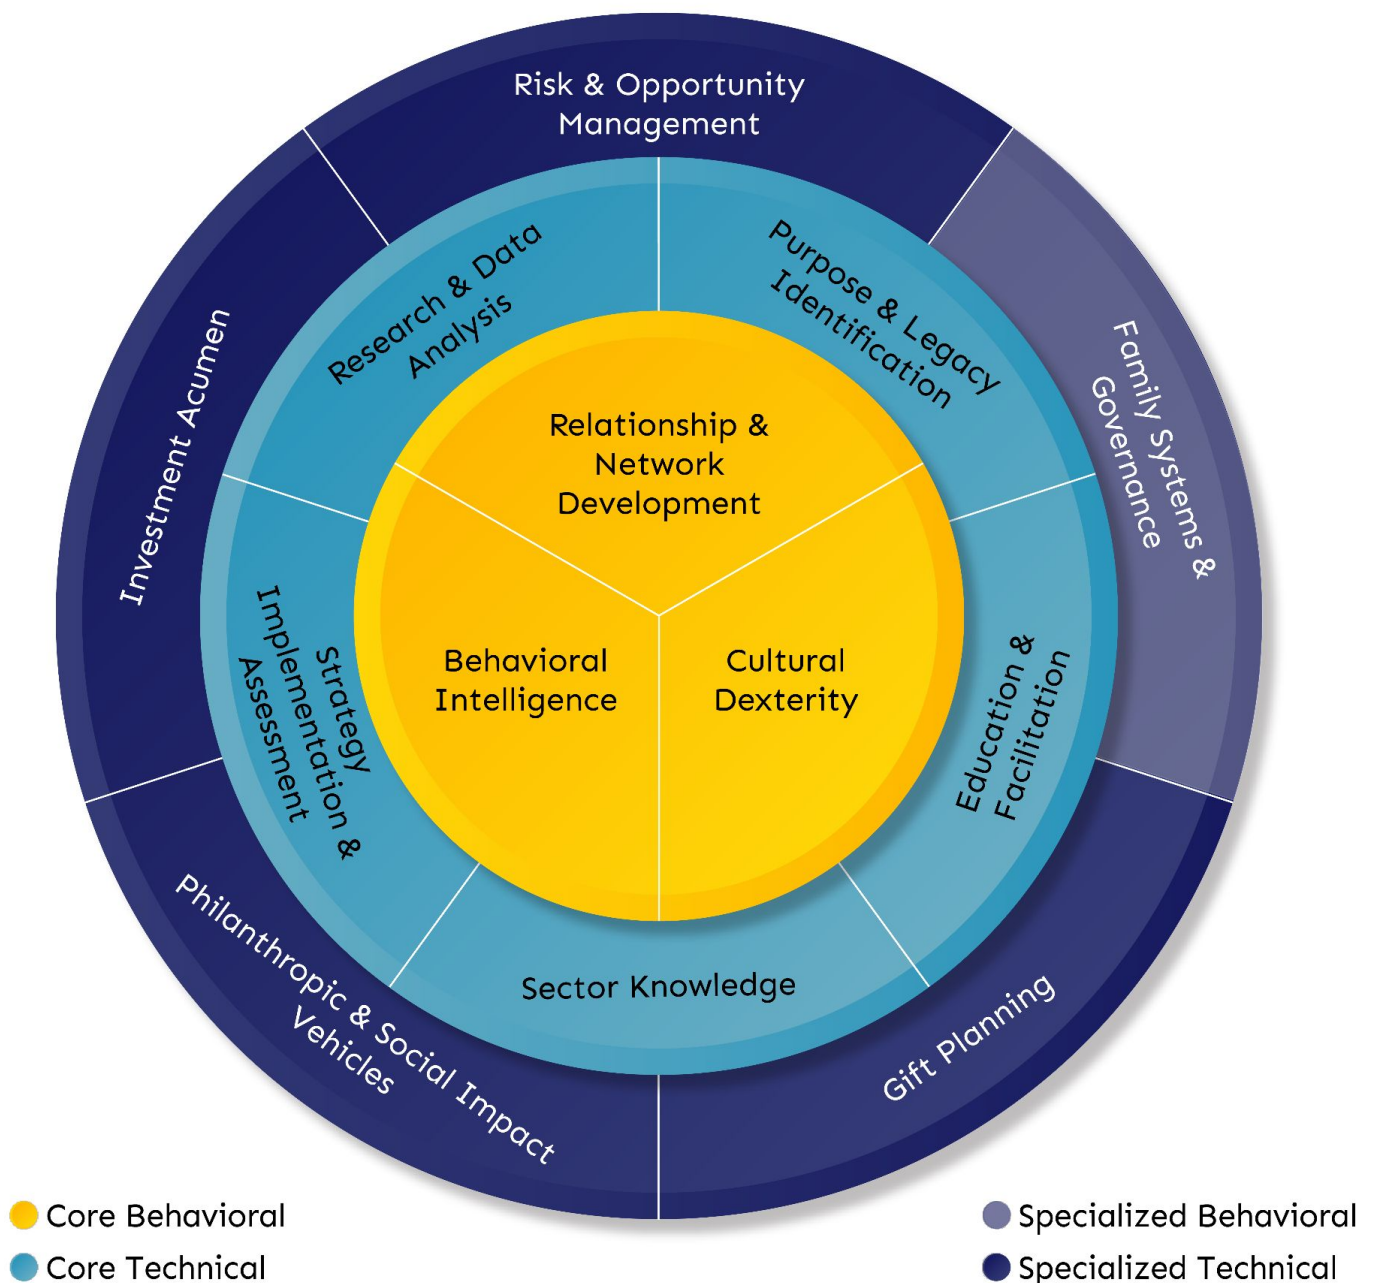 Risk & Opportunity
Management
Family Systems &
Governance
Gift Planning
Philanthropic & Social Impact
Vehicles
Investment Acumen
Research & Data
Analysis
Purpose & Legacy
Identification
Education &
Facilitation
Sector Knowledge
Strategy
Implementation &
Assessment
Relationship &
Network
Development
Behavioral
Intelligence
Cultural
Dexterity
Core Behavioral
Core Technical
Specialized Behavioral
Specialized Technical